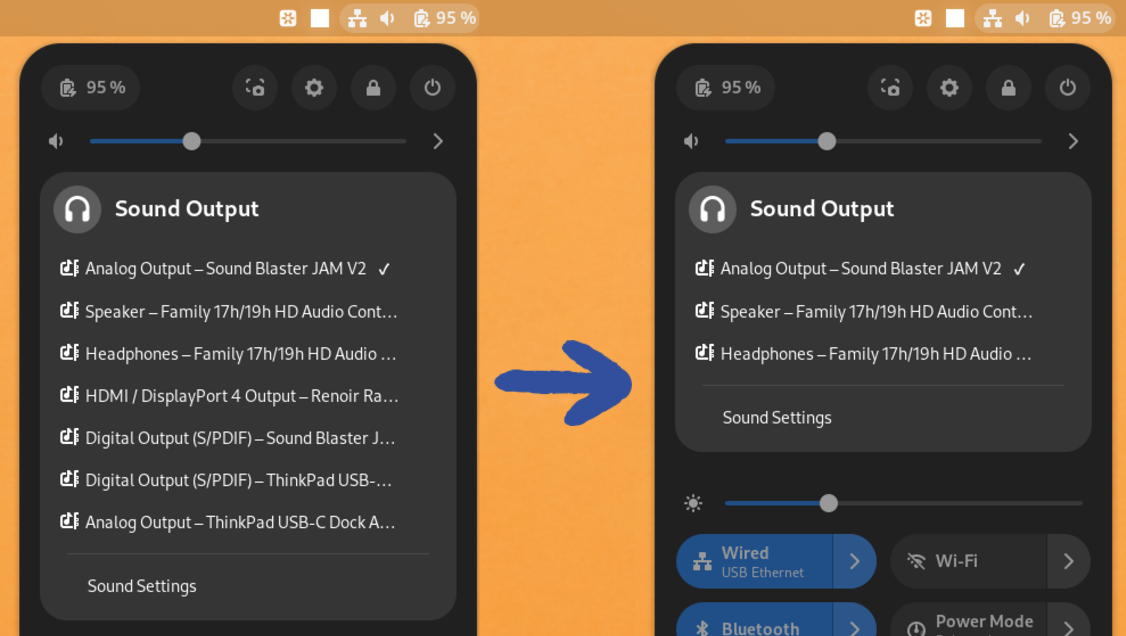 95 %
95 %
Sound Output
Analog Output – Sound Blaster JAM V2 ✓
Speaker – Family 17h/19h HD Audio Cont…
Headphones – Family 17h/19h HD Audio …
HDMI / DisplayPort 4 Output – Renoir Ra…
Digital Output (S/PDIF) – Sound Blaster J…
Digital Output (S/PDIF) – ThinkPad USB-…
Analog Output – ThinkPad USB-C Dock A…
Sound Settings
95 %
95 %
Sound Output
Analog Output – Sound Blaster JAM V2 ✓
Speaker – Family 17h/19h HD Audio Cont…
Headphones – Family 17h/19h HD Audio …
Sound Settings
Wired
USB Ethernet
Wi-Fi
Bluetooth
Power Mode